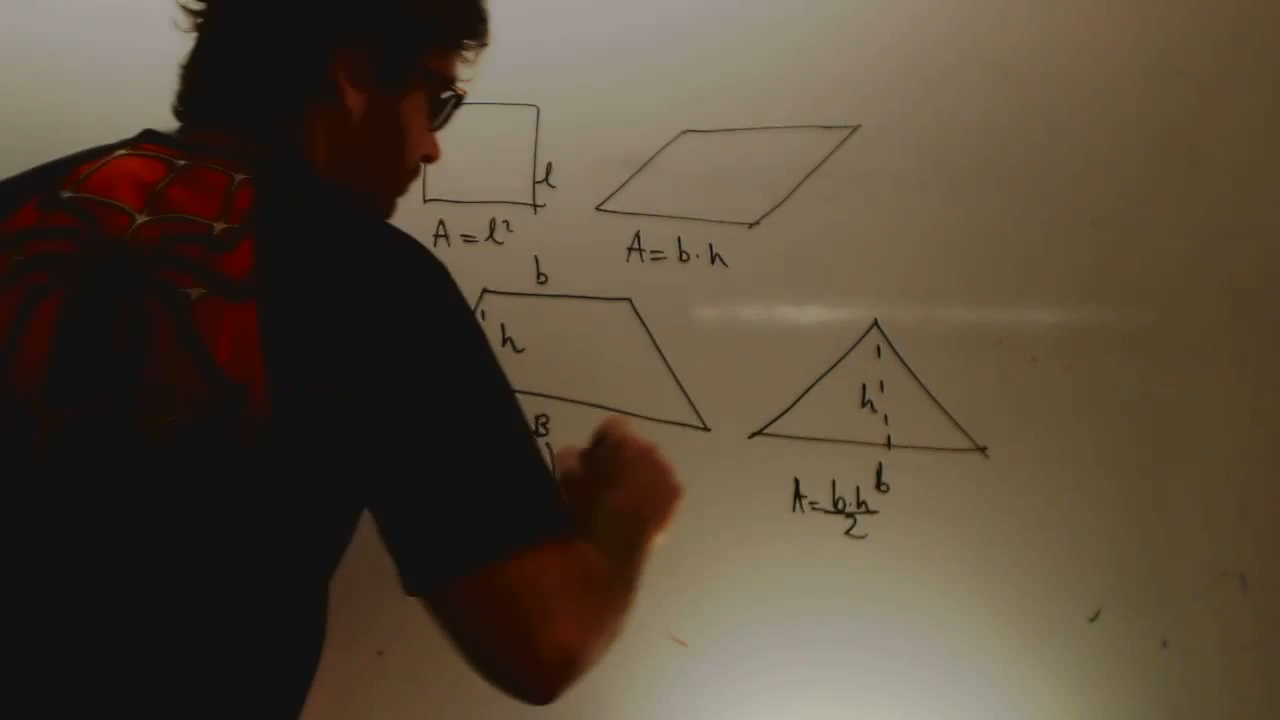 l
A = l²
A = b·h
b
h
B
h
b
A = b·h/2